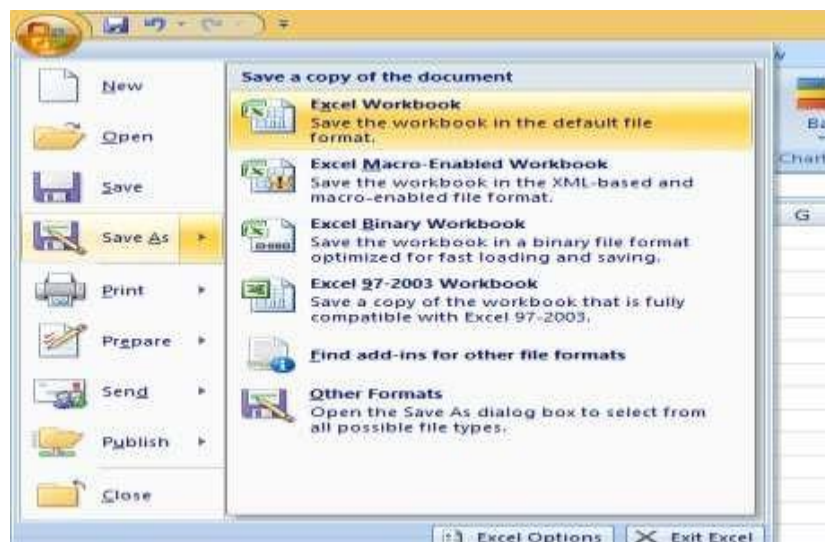 New
Open
Save
Save As
Print
Prepare
Send
Publish
Close
Save a copy of the document
Excel Workbook
Save the workbook in the default file
format.
Excel Macro-Enabled Workbook
Save the workbook in the XML-based and
macro-enabled file format.
Excel Binary Workbook
Save the workbook in a binary file format
optimized for fast loading and saving.
Excel 97-2003 Workbook
Save a copy of the workbook that is fully
compatible with Excel 97-2003.
Find add-ins for other file formats
Other Formats
Open the Save As dialog box to select from
all possible file types.
Excel Options
Exit Excel
Ba
Chart
G